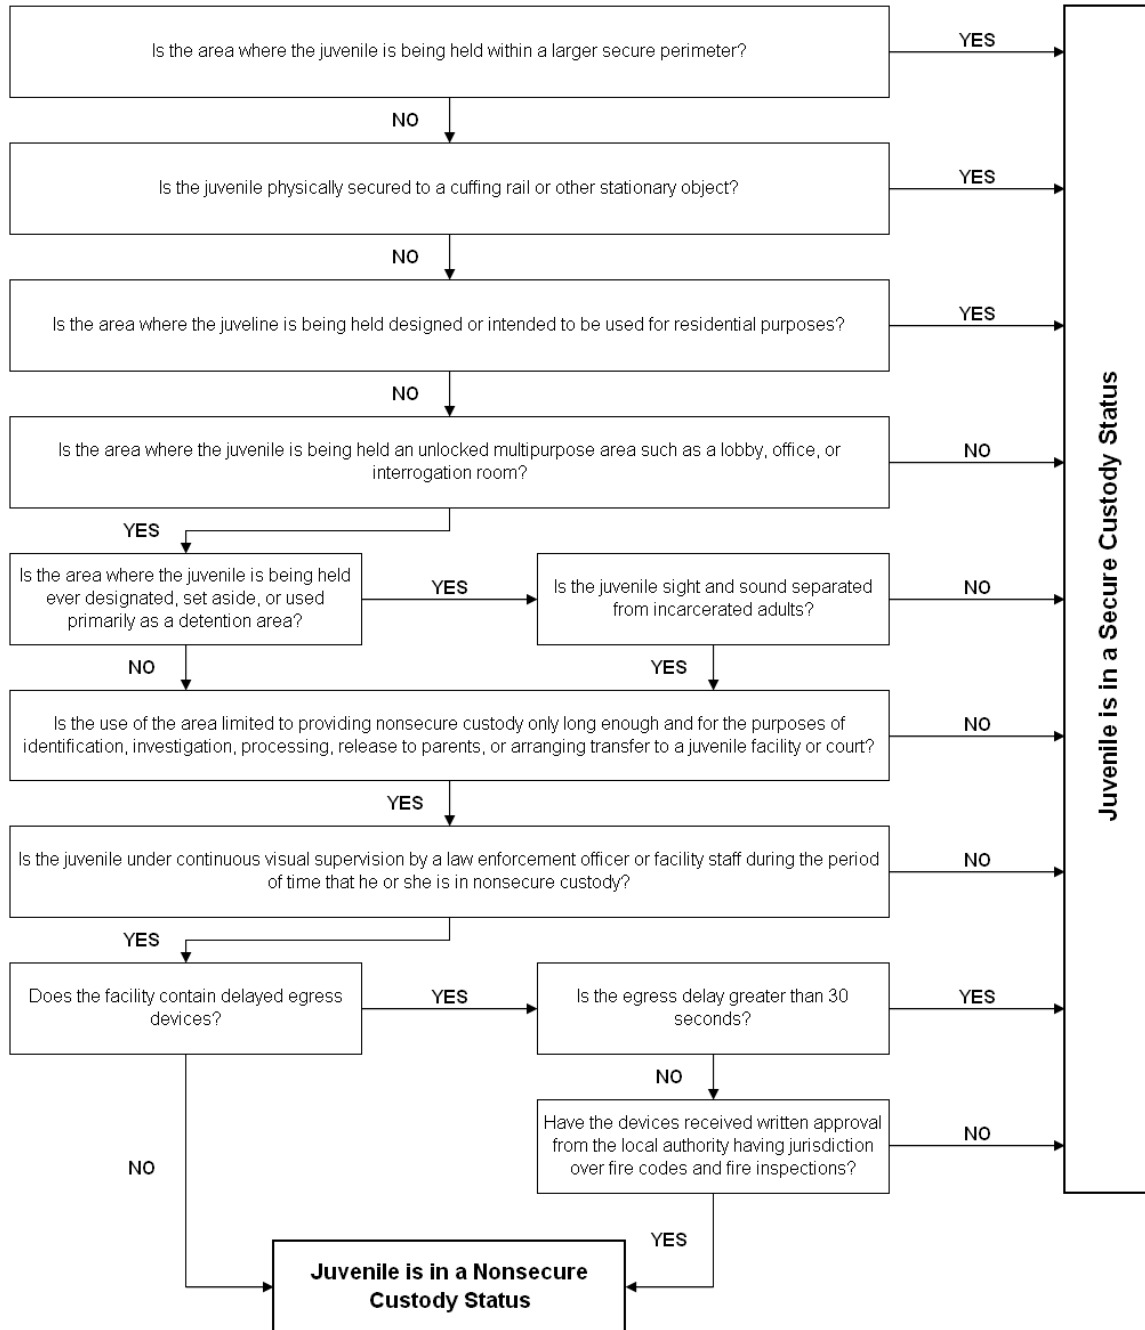 Is the area where the juvenile is being held within a larger secure perimeter?
YES
NO
Is the juvenile physically secured to a cuffing rail or other stationary object?
YES
NO
Is the area where the juveline is being held designed or intended to be used for residential purposes?
YES
NO
Is the area where the juvenile is being held an unlocked multipurpose area such as a lobby, office, or
interrogation room?
NO
YES
Is the area where the juvenile is being held
ever designated, set aside, or used
primarily as a detention area?
YES
Is the juvenile sight and sound separated
from incarcerated adults?
NO
NO
YES
Is the use of the area limited to providing nonsecure custody only long enough and for the purposes of
identification, investigation, processing, release to parents, or arranging transfer to a juvenile facility or court?
NO
YES
Is the juvenile under continuous visual supervision by a law enforcement officer or facility staff during the period
of time that he or she is in nonsecure custody?
NO
YES
Does the facility contain delayed egress
devices?
YES
Is the egress delay greater than 30
seconds?
YES
NO
Have the devices received written approval
from the local authority having jurisdiction
over fire codes and fire inspections?
NO
NO
YES
Juvenile is in a Nonsecure
Custody Status
Juvenile is in a Secure Custody Status